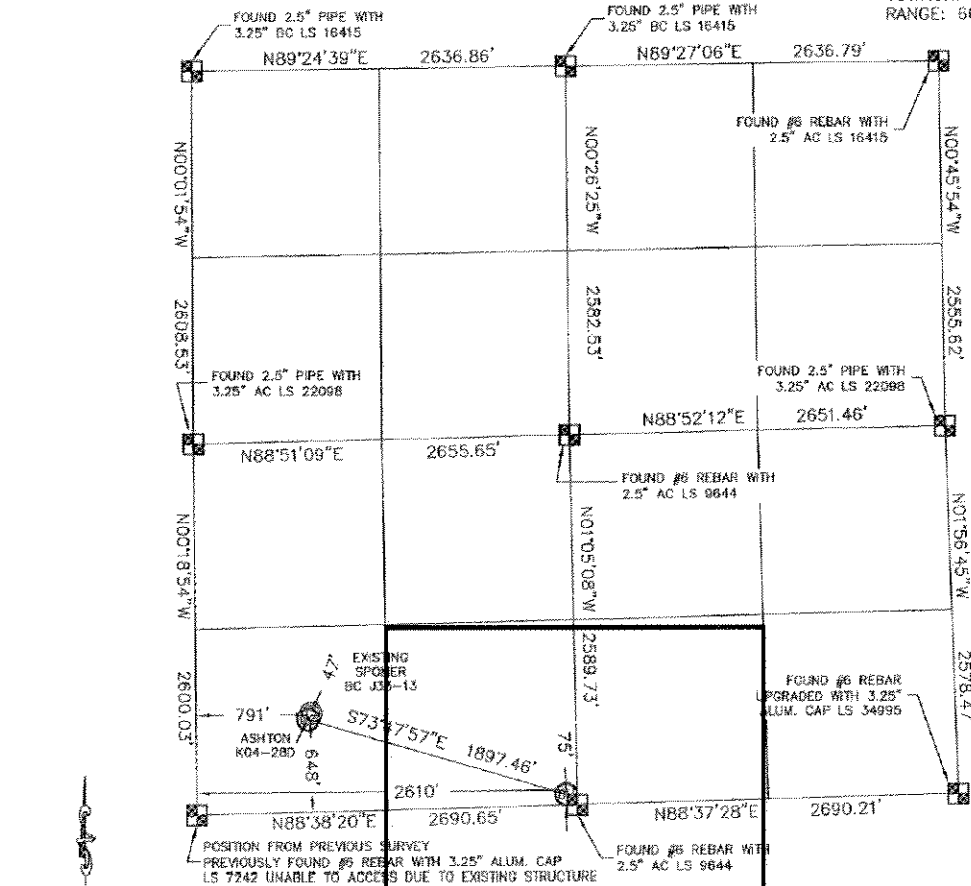 FOUND 2.5" PIPE WITH
3.25" BC LS 16415
FOUND 2.5" PIPE WITH
3.25" BC LS 16415
N89°24'39"E 2636.86'
N89°27'06"E 2636.79'
FOUND #6 REBAR WITH
2.5" AC LS 16415
N00°01'54"W
N00°26'25"W
N00°45'54"W
2608.53'
2582.53'
2555.62'
FOUND 2.5" PIPE WITH
3.25" AC LS 22098
FOUND 2.5" PIPE WITH
3.25" AC LS 22098
N88°51'09"E 2655.65'
N88°52'12"E 2651.46'
FOUND #6 REBAR WITH
2.5" AC LS 9644
N00°18'54"W
N01°05'08"W
N01°56'45"W
2600.03'
2589.73'
2578.47'
47'
EXISTING
BC
791'
ASHTON
K04-28D
648'
1897.46'
75'
2610'
FOUND #6 REBAR
UPGRADED WITH 3.25"
ALUM. CAP LS 34995
N88°38'20"E 2690.65'
N88°37'28"E 2690.21'
POSITION FROM PREVIOUS SURVEY
PREVIOUSLY FOUND #6 REBAR WITH 3.25" ALUM. CAP
LS 7242 UNABLE TO ACCESS DUE TO EXISTING STRUCTURE
FOUND #6 REBAR WITH
2.5" AC LS 9644
RANGE: